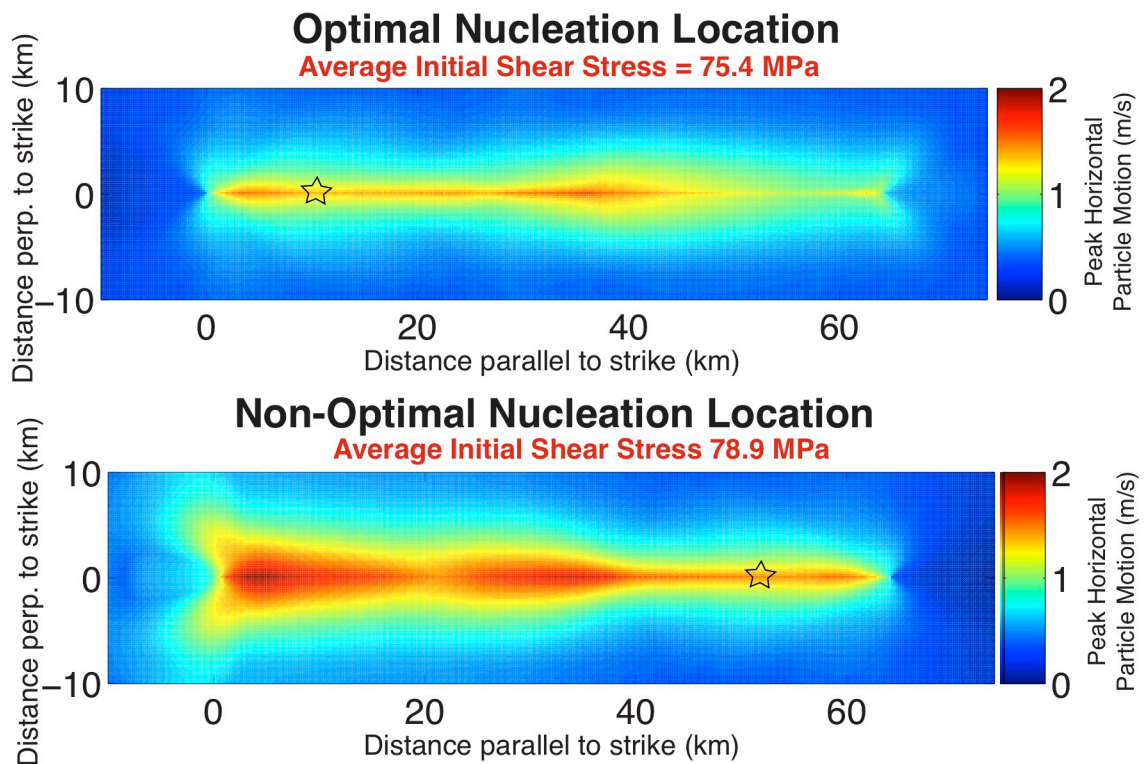 Optimal Nucleation Location
Average Initial Shear Stress = 75.4 MPa
Distance perp. to strike (km)
10
0
−10
0
20
40
60
Distance parallel to strike (km)
2
1
0
Peak Horizontal
Particle Motion (m/s)
Non-Optimal Nucleation Location
Average Initial Shear Stress 78.9 MPa
Distance perp. to strike (km)
10
0
−10
0
20
40
60
Distance parallel to strike (km)
2
1
0
Peak Horizontal
Particle Motion (m/s)